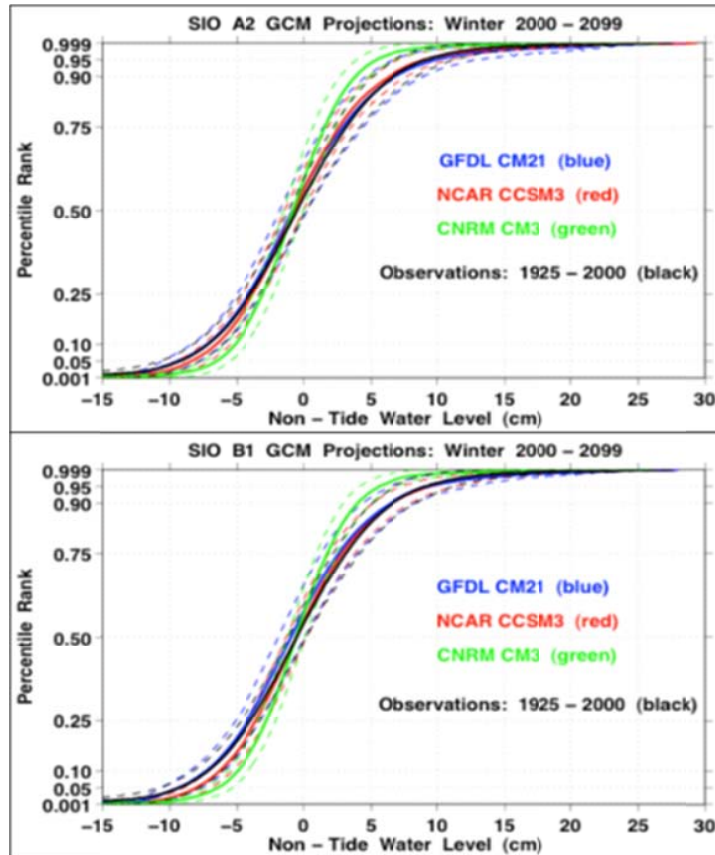 SIO A2 GCM Projections: Winter 2000 – 2099
0.999
0.95
0.90
0.75
0.50
0.25
0.10
0.05
0.001
Percentile Rank
GFDL CM21 (blue)
NCAR CCSM3 (red)
CNRM CM3 (green)
Observations: 1925 – 2000 (black)
−15 −10 −5 0 5 10 15 20 25 30
Non – Tide Water Level (cm)
SIO B1 GCM Projections: Winter 2000 – 2099
0.999
0.95
0.90
0.75
0.50
0.25
0.10
0.05
0.001
Percentile Rank
GFDL CM21 (blue)
NCAR CCSM3 (red)
CNRM CM3 (green)
Observations: 1925 – 2000 (black)
−15 −10 −5 0 5 10 15 20 25 30
Non – Tide Water Level (cm)